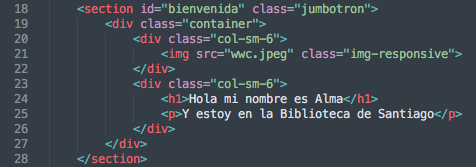 18 <section id="bienvenida" class="jumbotron">
19 <div class="container">
20 <div class="col-sm-6">
21 <img src="wwc.jpeg" class="img-responsive">
22 </div>
23 <div class="col-sm-6">
24 <h1>Hola mi nombre es Alma</h1>
25 <p>Y estoy en la Biblioteca de Santiago</p>
26 </div>
27 </div>
28 </section>